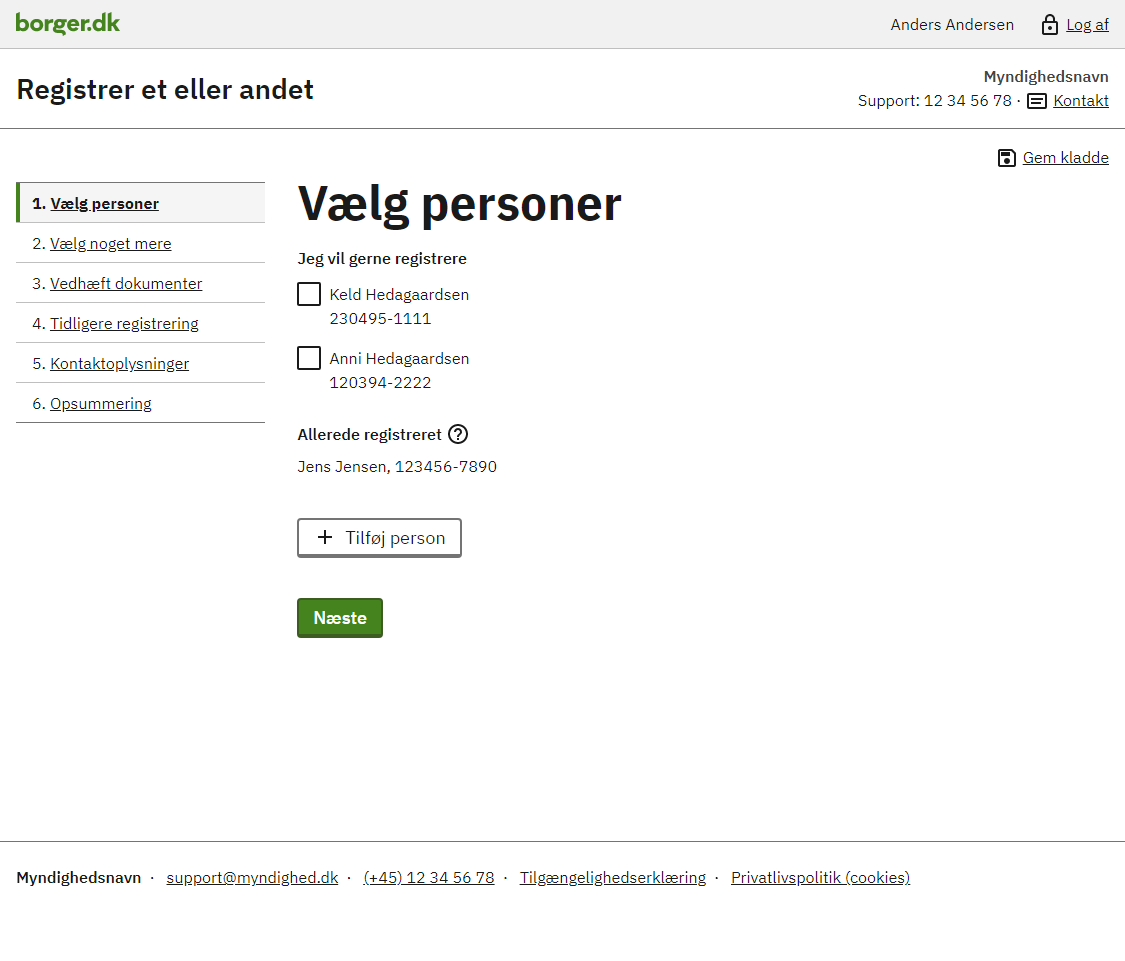 borger.dk
Anders Andersen
Log af
Registrer et eller andet
Myndighedsnavn
Support: 12 34 56 78 · Kontakt
Gem kladde
1. Vælg personer
2. Vælg noget mere
3. Vedhæft dokumenter
4. Tidligere registrering
5. Kontaktoplysninger
6. Opsummering
Vælg personer
Jeg vil gerne registrere
Keld Hedagaardsen
230495-1111
Anni Hedagaardsen
120394-2222
Allerede registreret
Jens Jensen, 123456-7890
Tilføj person
Næste
Myndighedsnavn · support@myndighed.dk · (+45) 12 34 56 78 · Tilgængelighedserklæring · Privatlivspolitik (cookies)